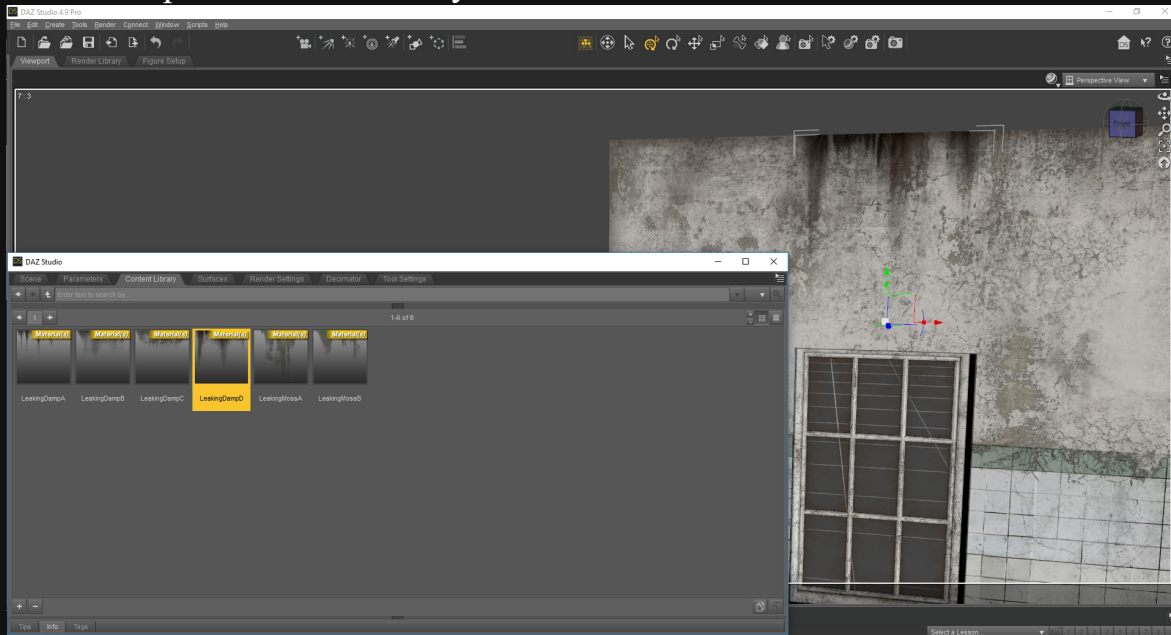 DAZ Studio 4.9 Pro
File Edit Create Tools Render Connect Window Scripts Help
Viewport Render Library Figure Setup
Perspective View
7 : 3
Front
DAZ Studio
Scene Parameters Content Library Surfaces Render Settings Decimator Tool Settings
Enter text to search by...
1
1-6 of 6
Material(s) Material(s) Material(s) Material(s) Material(s) Material(s)
LeakingDampA LeakingDampB LeakingDampC LeakingDampD LeakingMossA LeakingMossB
Tips Info Tags
Select a Lesson...